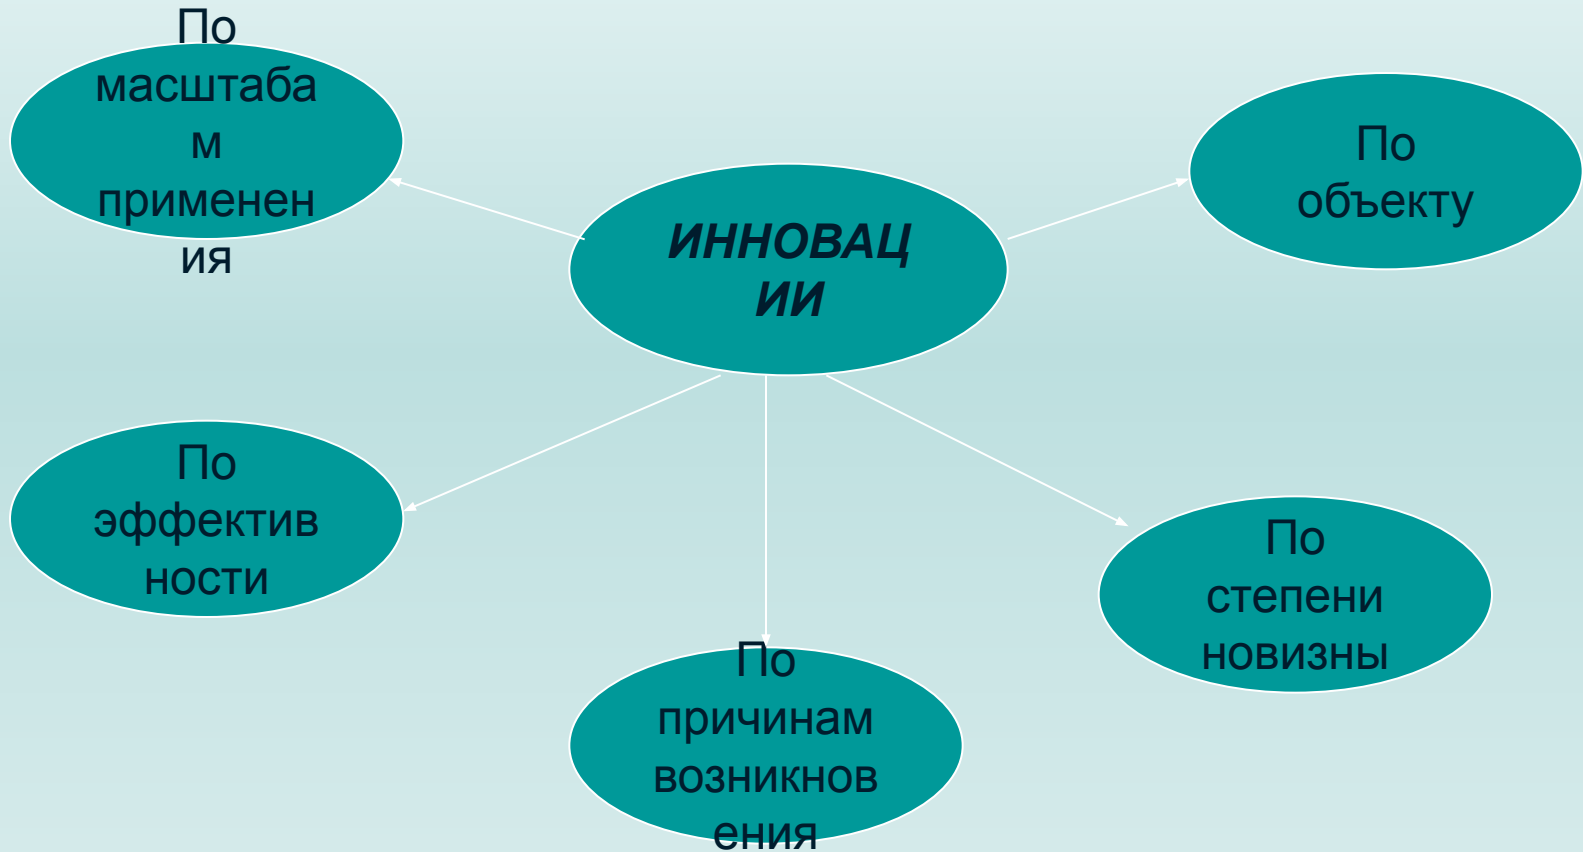 По
масштаба
м
применен
ия
ИННОВАЦ
ИИ
По
объекту
По
эффектив
ности
По
причинам
возникнов
ения
По
степени
новизны